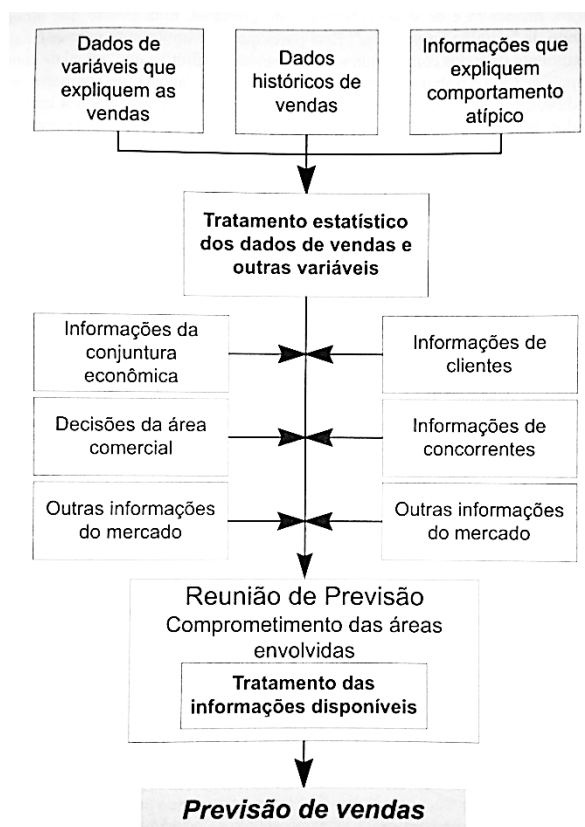 Dados de
variáveis que
expliquem as
vendas
Dados
históricos de
vendas
Informações que
expliquem
comportamento
atípico
Tratamento estatístico
dos dados de vendas e
outras variáveis
Informações da
conjuntura
econômica
Informações de
clientes
Decisões da área
comercial
Informações de
concorrentes
Outras informações
do mercado
Outras informações
do mercado
Reunião de Previsão
Comprometimento das áreas
envolvidas
Tratamento das
informações disponíveis
Previsão de vendas